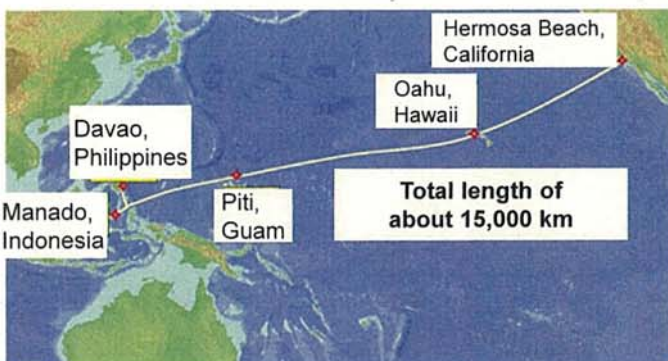 Hermosa Beach,
California
Oahu,
Hawaii
Davao,
Philippines
Manado,
Indonesia
Piti,
Guam
Total length of
about 15,000 km